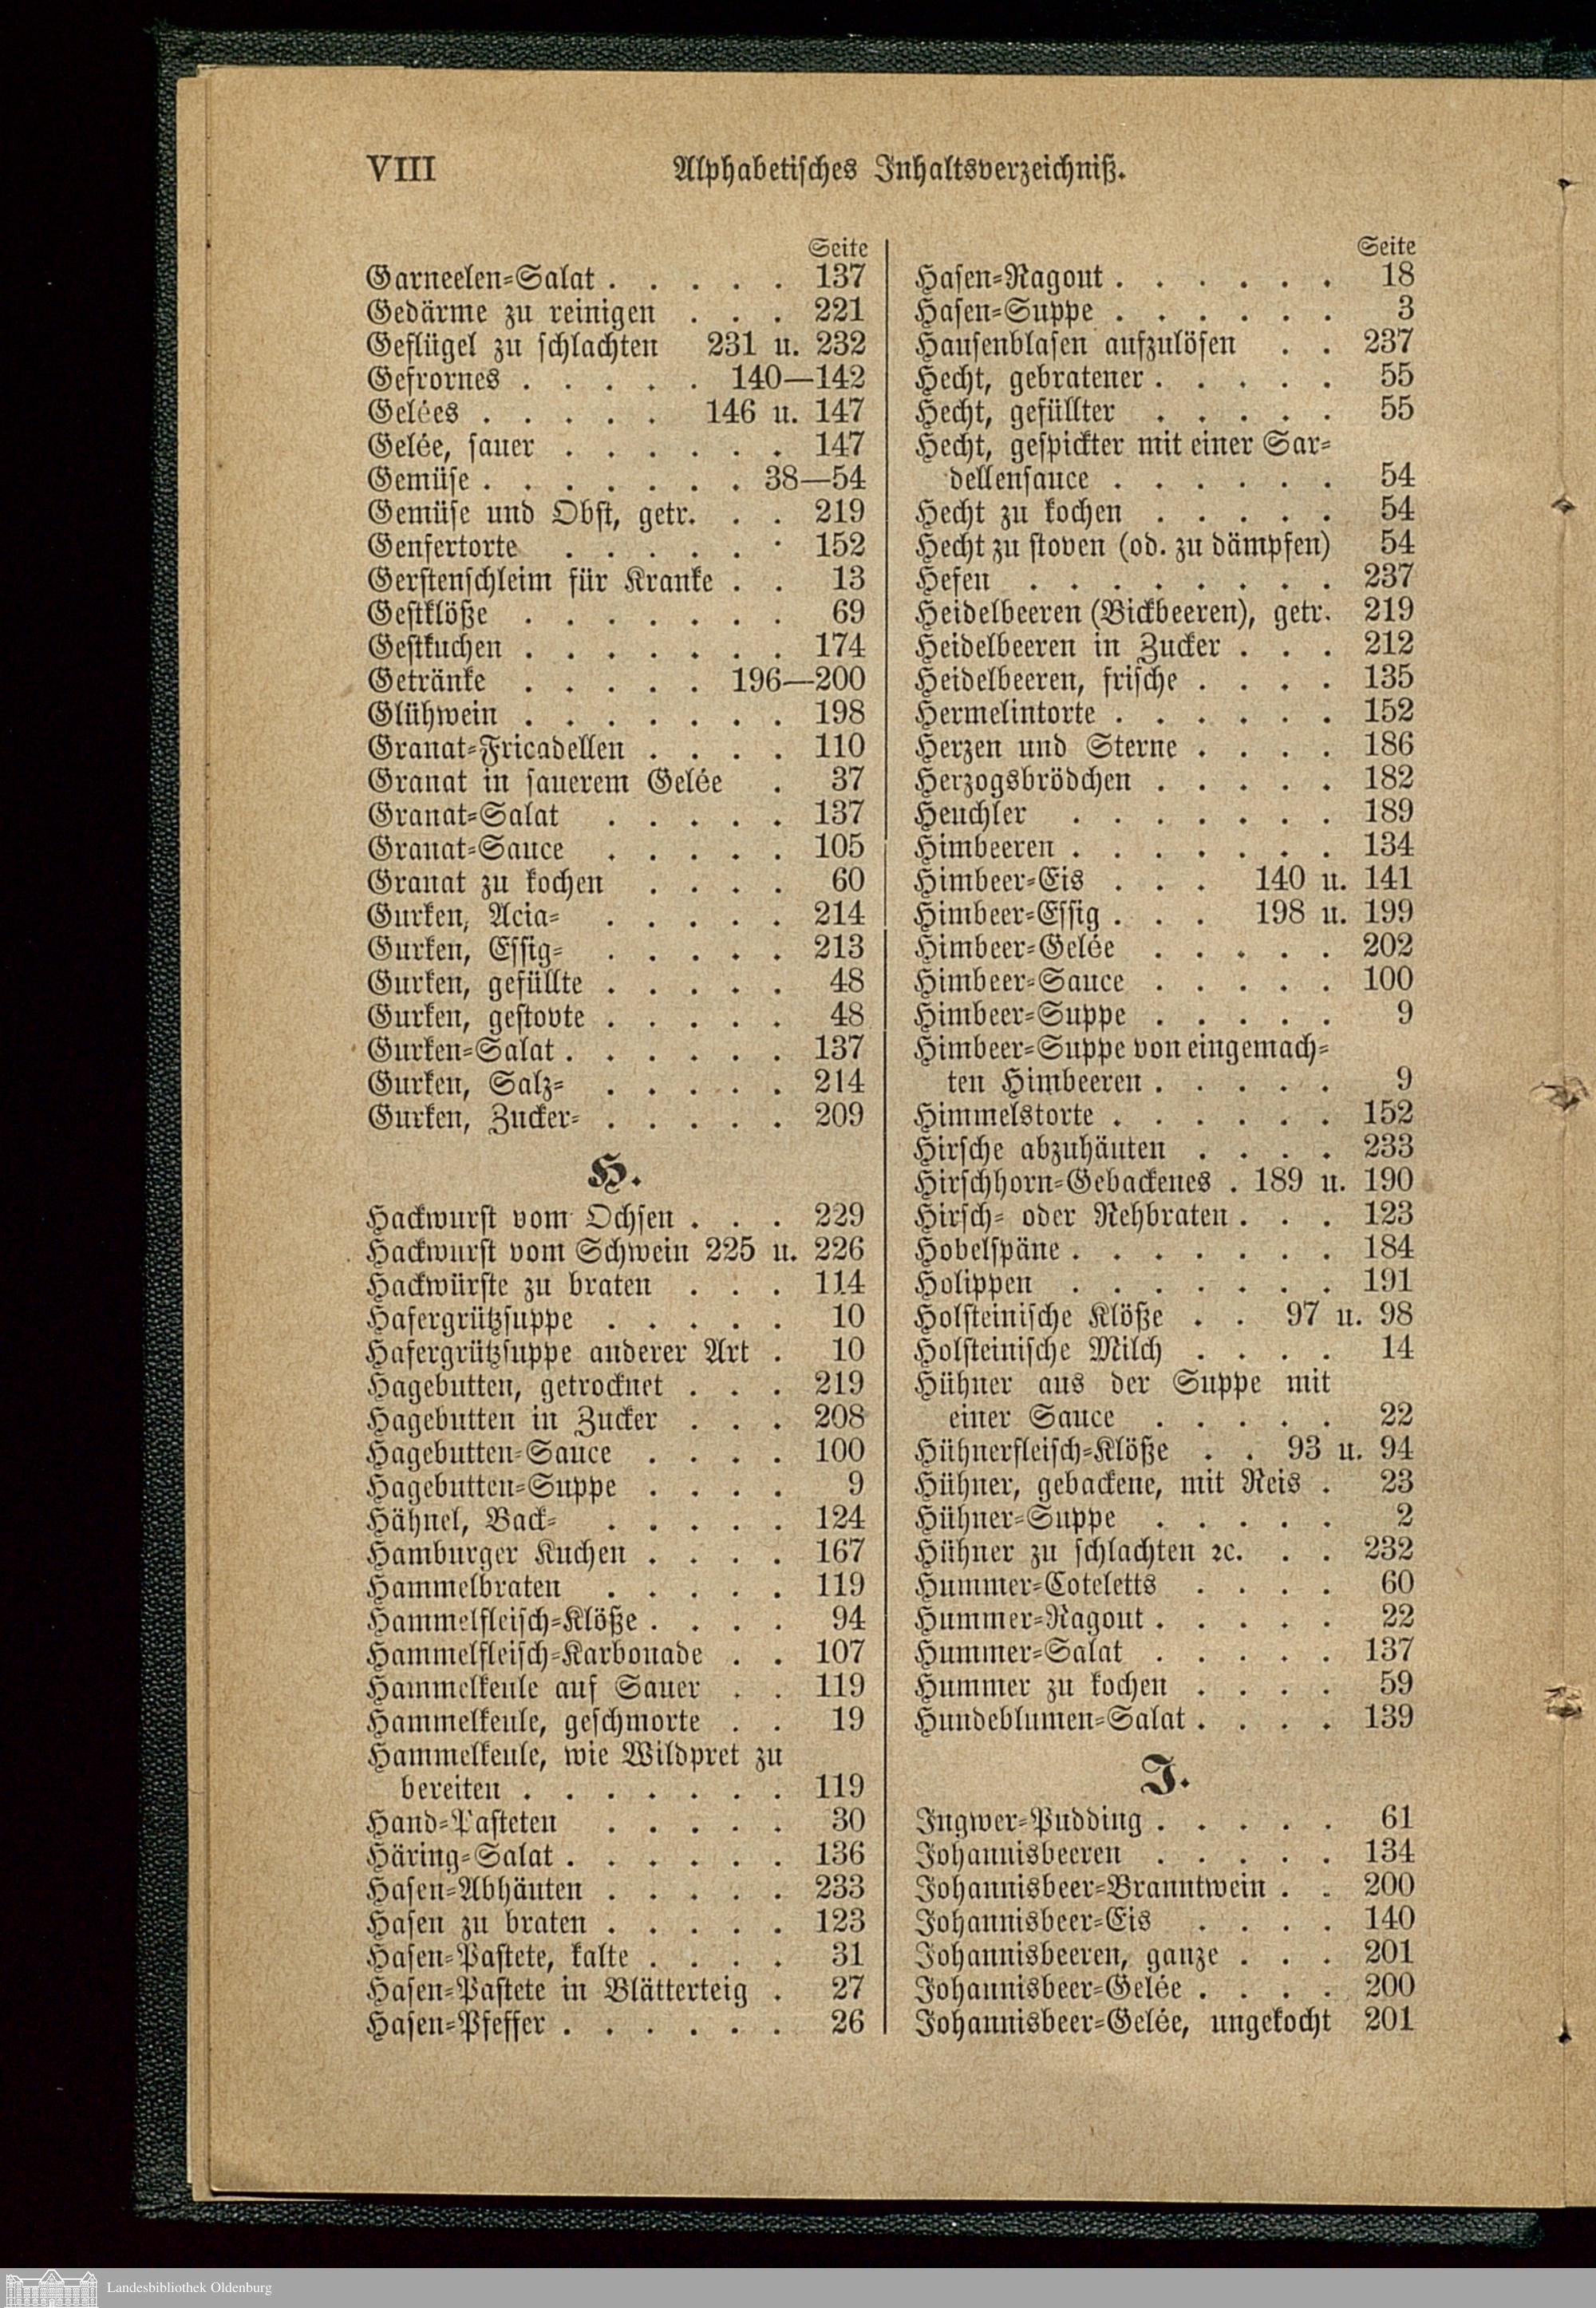 VIII Alphabetisches Inhaltsverzeichniß.
Seite
Garneelen-Salat . . . . . 137
Gedärme zu reinigen . . . 221
Geflügel zu schlachten 231 u. 232
Gefrornes . . . . . 140—142
Gelées . . . . . 146 u. 147
Gelée, sauer . . . . . . 147
Gemüse . . . . . . . 38—54
Gemüse und Obst, getr. . . 219
Genfertorte . . . . . . 152
Gerstenschleim für Kranke . . 13
Gestklöße . . . . . . . 69
Gestkuchen . . . . . . . 174
Getränke . . . . . 196—200
Glühwein . . . . . . . 198
Granat-Fricadellen . . . . 110
Granat in sauerem Gelée . 37
Granat-Salat . . . . . 137
Granat-Sauce . . . . . 105
Granat zu kochen . . . . 60
Gurken, Acia- . . . . . 214
Gurken, Essig- . . . . . 213
Gurken, gefüllte . . . . . 48
Gurken, gestovte . . . . . 48
Gurken-Salat . . . . . . 137
Gurken, Salz- . . . . . 214
Gurken, Zucker- . . . . . 209
H.
Hackwurst vom Ochsen . . . 229
Hackwurst vom Schwein 225 u. 226
Hackwürste zu braten . . . 114
Hafergrützsuppe . . . . . 10
Hafergrützsuppe anderer Art . 10
Hagebutten, getrocknet . . . 219
Hagebutten in Zucker . . . 208
Hagebutten-Sauce . . . . 100
Hagebutten-Suppe . . . . 9
Hähnel, Back- . . . . . 124
Hamburger Kuchen . . . . 167
Hammelbraten . . . . . 119
Hammelfleisch-Klöße . . . . 94
Hammelfleisch-Karbonade . . 107
Hammelkeule auf Sauer . . 119
Hammelkeule, geschmorte . . 19
Hammelkeule, wie Wildpret zu
bereiten . . . . . . . 119
Hand-Pasteten . . . . . 30
Häring-Salat . . . . . . 136
Hasen-Abhäuten . . . . . 233
Hasen zu braten . . . . . 123
Hasen-Pastete, kalte . . . . 31
Hasen-Pastete in Blätterteig . 27
Hasen-Pfeffer . . . . . . 26
Seite
Hasen-Ragout . . . . . . 18
Hasen-Suppe . . . . . . 3
Hausenblasen aufzulösen . . 237
Hecht, gebratener . . . . . 55
Hecht, gefüllter . . . . . 55
Hecht, gespickter mit einer Sar-
dellensauce . . . . . . 54
Hecht zu kochen . . . . . 54
Hecht zu stoven (od. zu dämpfen) 54
Hefen . . . . . . . . 237
Heidelbeeren (Bickbeeren), getr. 219
Heidelbeeren in Zucker . . . 212
Heidelbeeren, frische . . . . 135
Hermelintorte . . . . . . 152
Herzen und Sterne . . . . 186
Herzogsbrödchen . . . . . 182
Heuchler . . . . . . . 189
Himbeeren . . . . . . . 134
Himbeer-Eis . . . 140 u. 141
Himbeer-Essig . . . 198 u. 199
Himbeer-Gelée . . . . . 202
Himbeer-Sauce . . . . . 100
Himbeer-Suppe . . . . . 9
Himbeer-Suppe von eingemach-
ten Himbeeren . . . . . 9
Himmelstorte . . . . . . 152
Hirsche abzuhäuten . . . . 233
Hirschhorn-Gebackenes . 189 u. 190
Hirsch- oder Rehbraten . . . 123
Hobelspäne . . . . . . . 184
Holippen . . . . . . . 191
Holsteinische Klöße . . 97 u. 98
Holsteinische Milch . . . . 14
Hühner aus der Suppe mit
einer Sauce . . . . . 22
Hühnerfleisch-Klöße . . 93 u. 94
Hühner, gebackene, mit Reis . 23
Hühner-Suppe . . . . . 2
Hühner zu schlachten ꝛc. . . 232
Hummer-Coteletts . . . . 60
Hummer-Ragout . . . . . 22
Hummer-Salat . . . . . 137
Hummer zu kochen . . . . 59
Hundeblumen-Salat . . . . 139
J.
Ingwer-Pudding . . . . . 61
Johannisbeeren . . . . . 134
Johannisbeer-Branntwein . . 200
Johannisbeer-Eis . . . . 140
Johannisbeeren, ganze . . . 201
Johannisbeer-Gelée . . . . 200
Johannisbeer-Gelée, ungekocht 201
Landesbibliothek Oldenburg